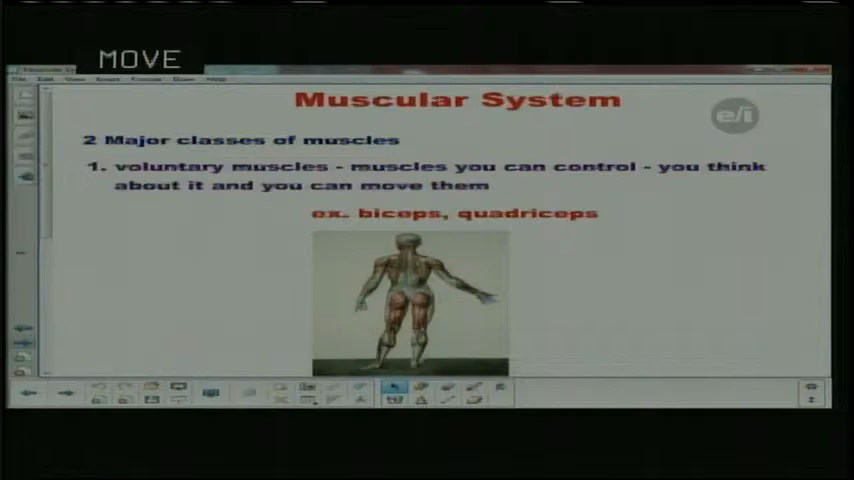 MOVE
Muscular System
e/i
2 Major classes of muscles
1. voluntary muscles - muscles you can control - you think
about it and you can move them
ex. biceps, quadriceps